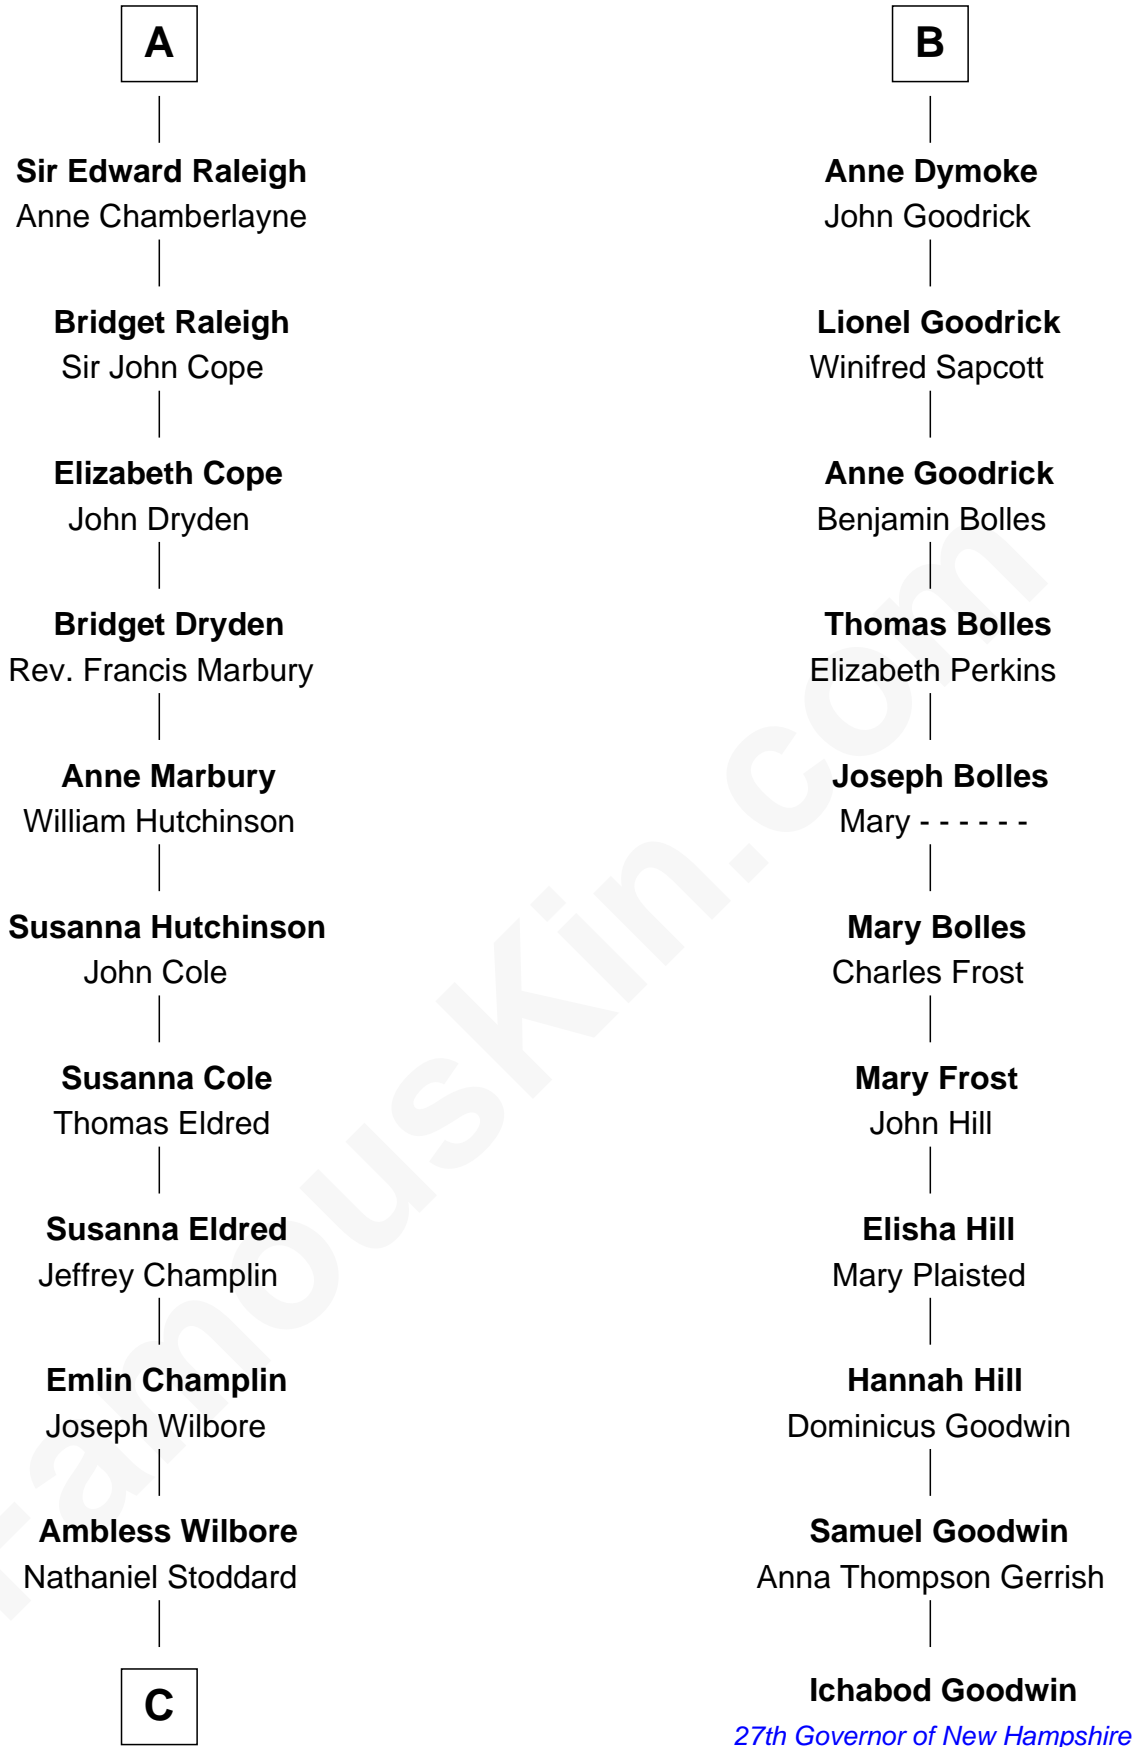 A
Sir Edward Raleigh
Anne Chamberlayne
Bridget Raleigh
Sir John Cope
Elizabeth Cope
John Dryden
Bridget Dryden
Rev. Francis Marbury
Anne Marbury
William Hutchinson
Susanna Hutchinson
John Cole
Susanna Cole
Thomas Eldred
Susanna Eldred
Jeffrey Champlin
Emlin Champlin
Joseph Wilbore
Ambless Wilbore
Nathaniel Stoddard
C
B
Anne Dymoke
John Goodrick
Lionel Goodrick
Winifred Sapcott
Anne Goodrick
Benjamin Bolles
Thomas Bolles
Elizabeth Perkins
Joseph Bolles
Mary - - - - - -
Mary Bolles
Charles Frost
Mary Frost
John Hill
Elisha Hill
Mary Plaisted
Hannah Hill
Dominicus Goodwin
Samuel Goodwin
Anna Thompson Gerrish
Ichabod Goodwin
27th Governor of New Hampshire
FamousKin.com